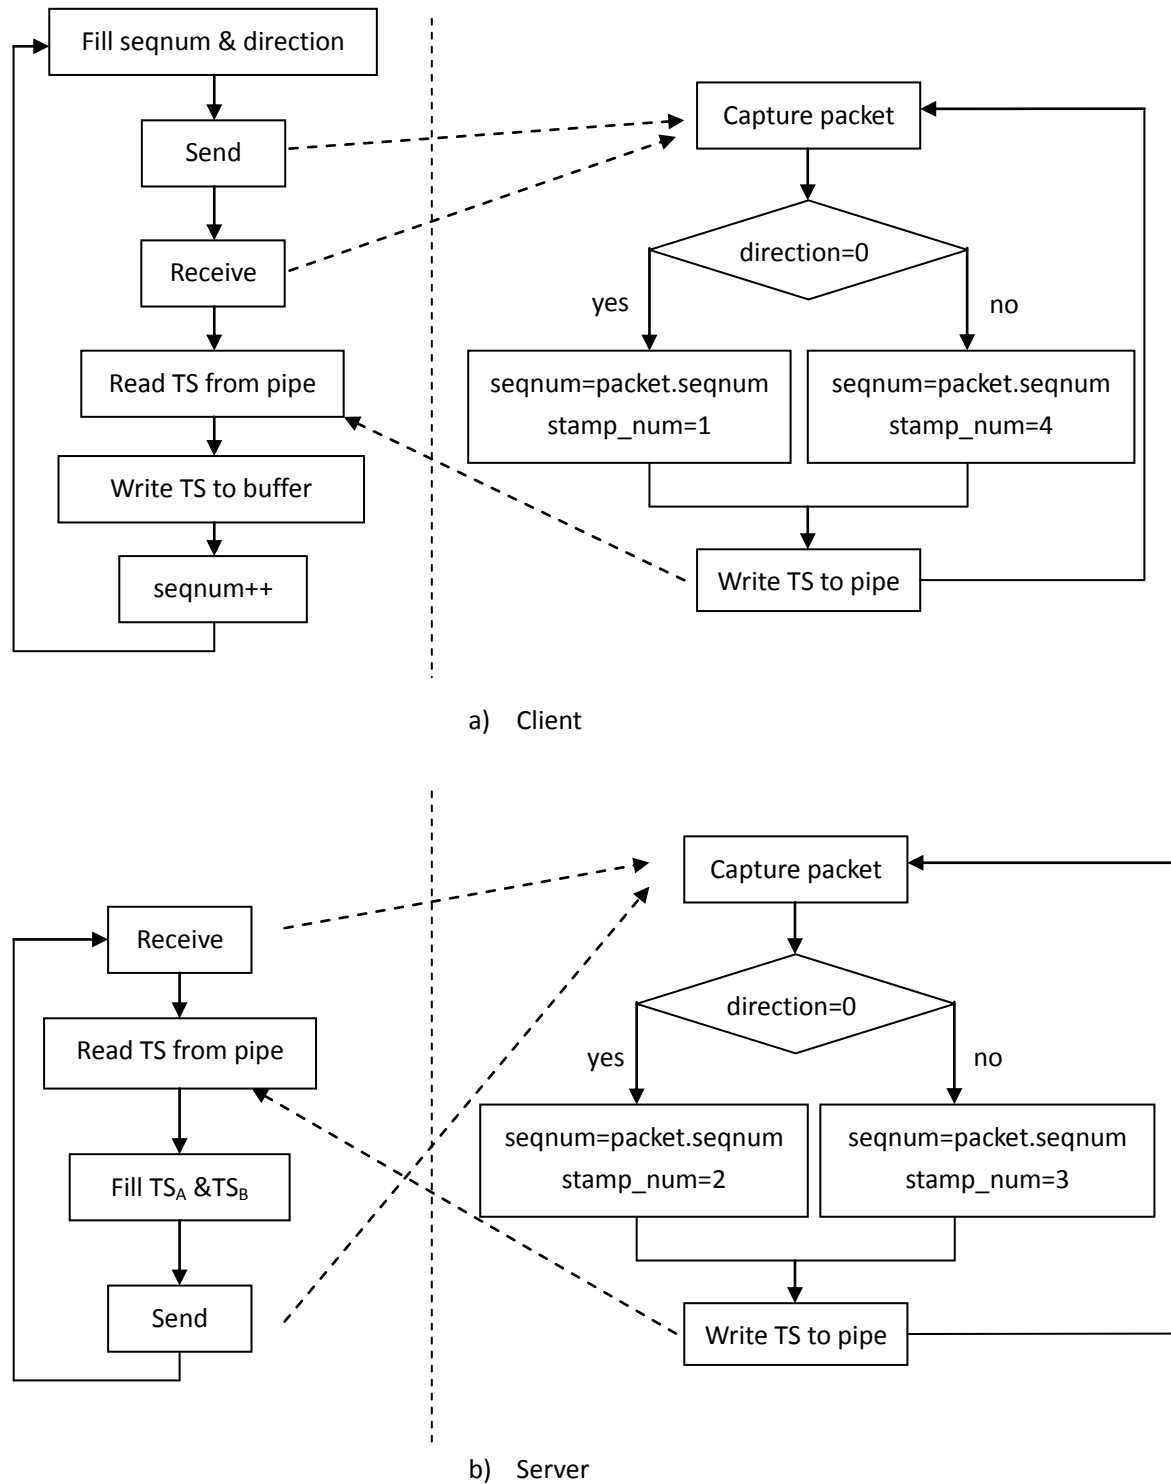 Fill seqnum & direction
Send
Receive
Read TS from pipe
Write TS to buffer
seqnum++
Capture packet
direction=0
yes
no
seqnum=packet.seqnum
stamp_num=1
seqnum=packet.seqnum
stamp_num=4
Write TS to pipe
a) Client
Receive
Read TS from pipe
Fill TSA &TSB
Send
Capture packet
direction=0
yes
no
seqnum=packet.seqnum
stamp_num=2
seqnum=packet.seqnum
stamp_num=3
Write TS to pipe
b) Server